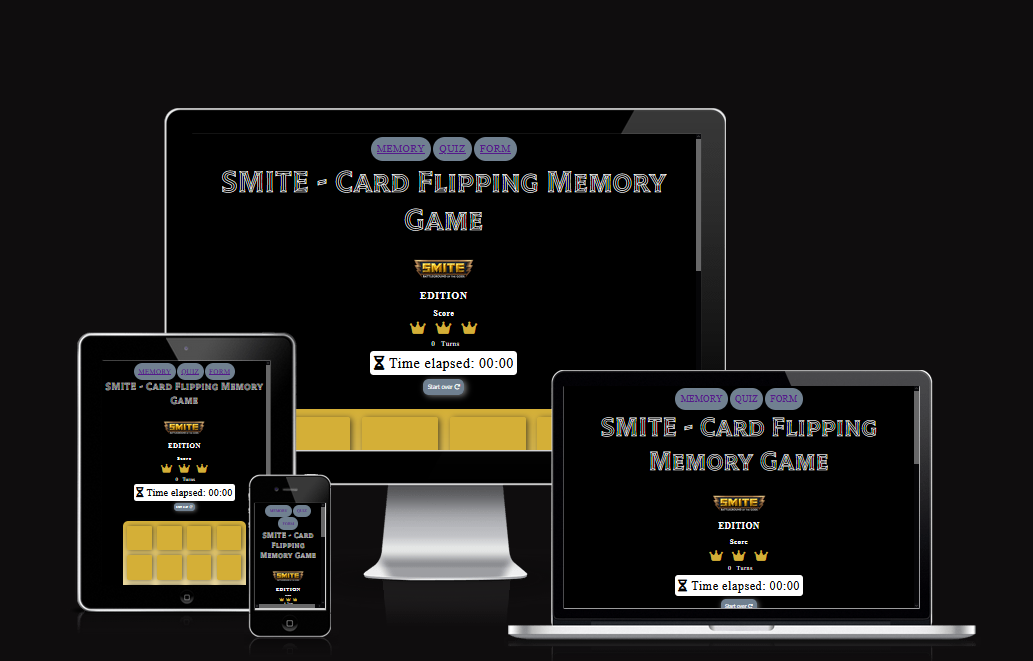 MEMORY QUIZ FORM
SMITE - Card Flipping Memory
Game
SMITE
EDITION
Score
0 Turns
Time elapsed: 00:00
Start over
MEMORY QUIZ FORM
SMITE - Card Flipping Memory
Game
SMITE
EDITION
Score
0 Turns
Time elapsed: 00:00
MEMORY QUIZ
FORM
SMITE - Card
Flipping
Memory Game
SMITE
EDITION
MEMORY QUIZ FORM
SMITE - Card Flipping
Memory Game
SMITE
EDITION
Score
0 Turns
Time elapsed: 00:00
Start over